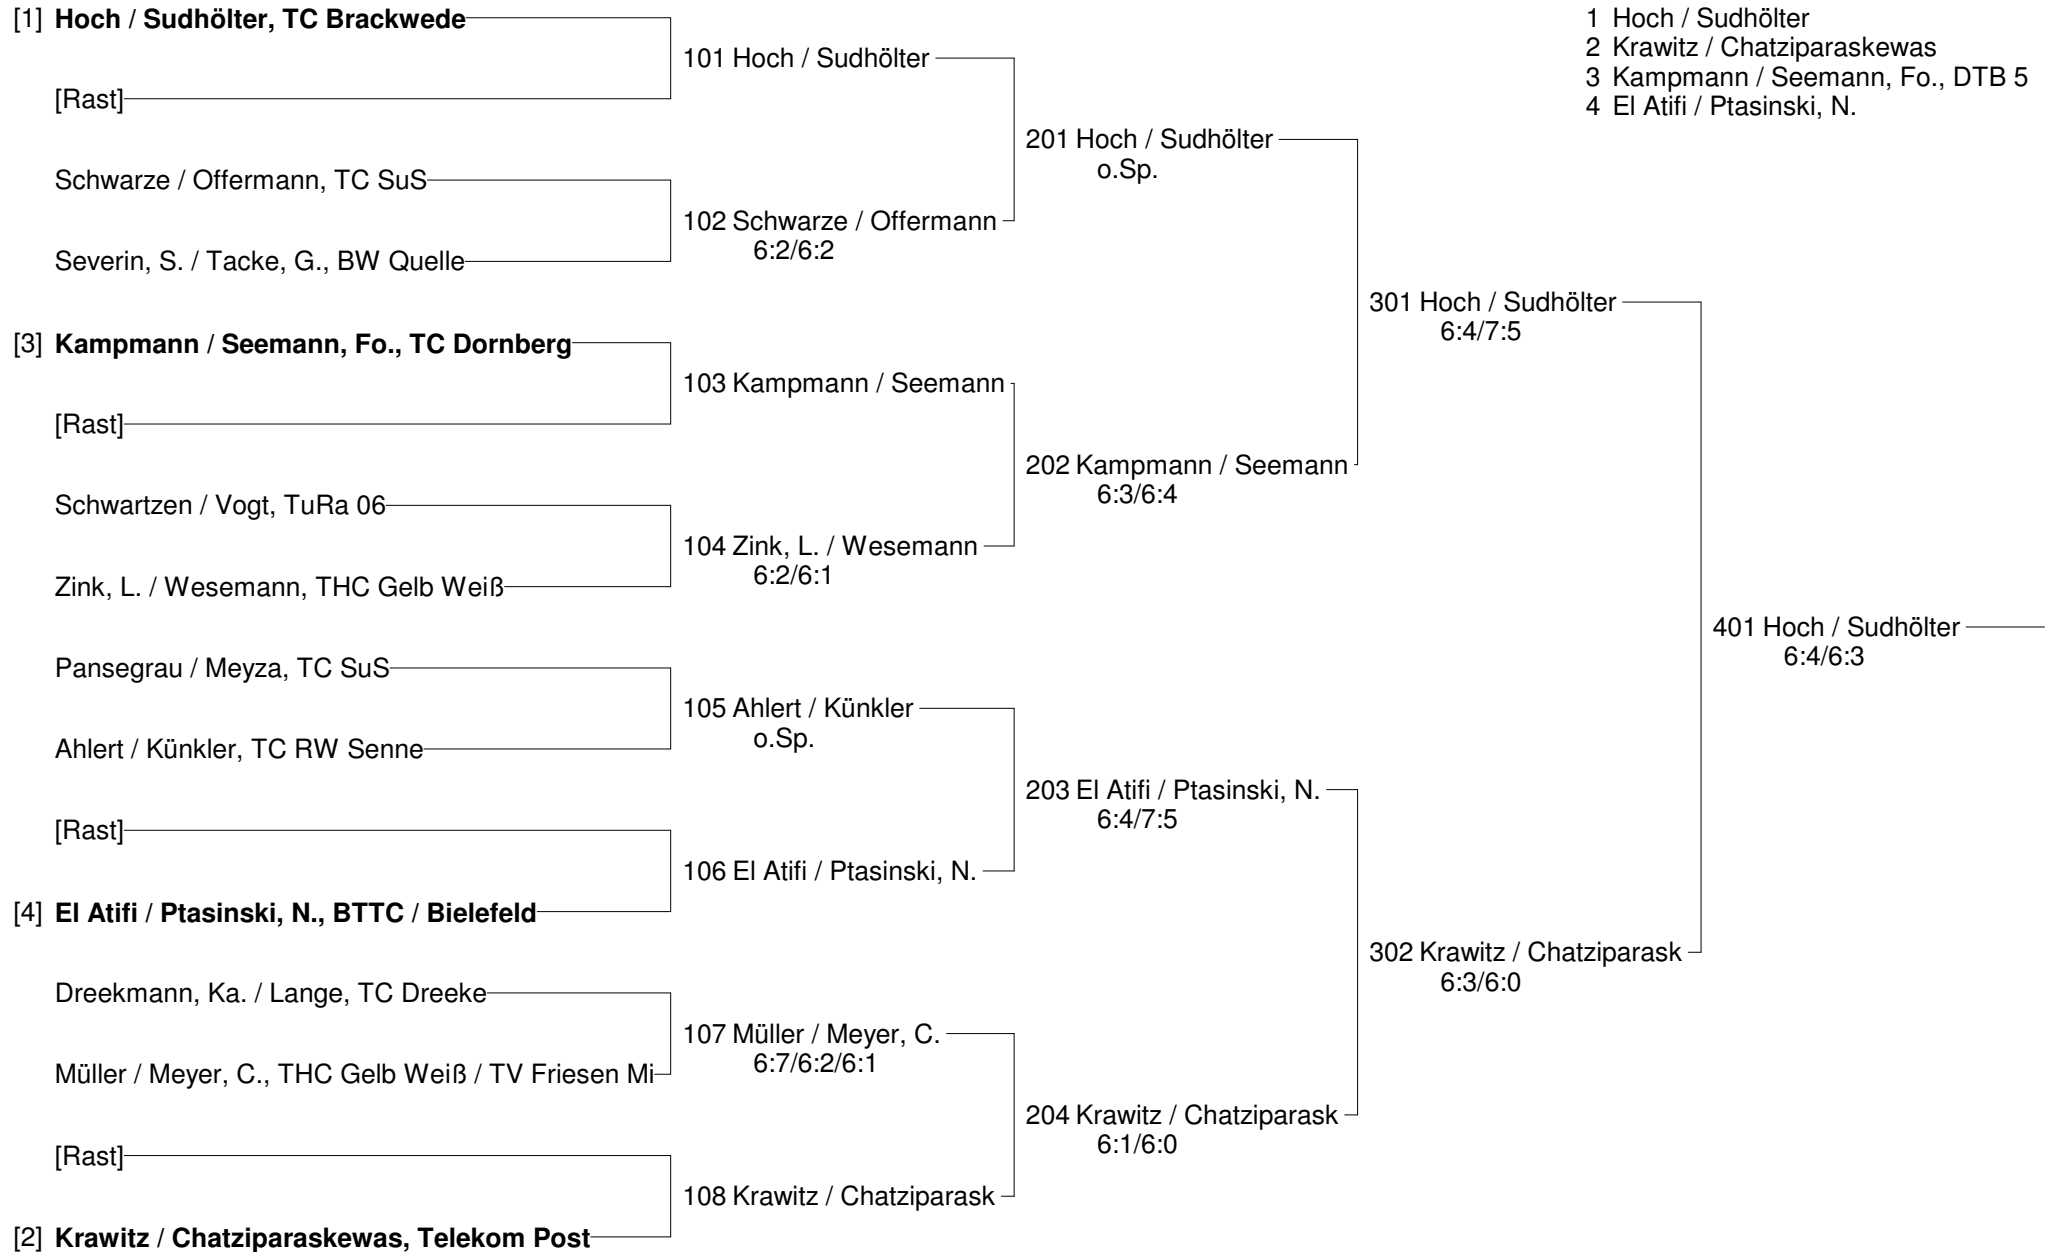 [1] Hoch / Sudhölter, TC Brackwede
[Rast]
Schwarze / Offermann, TC SuS
Severin, S. / Tacke, G., BW Quelle
[3] Kampmann / Seemann, Fo., TC Dornberg
[Rast]
Schwartzen / Vogt, TuRa 06
Zink, L. / Wesemann, THC Gelb Weiß
Pansegrau / Meyza, TC SuS
Ahlert / Künkler, TC RW Senne
[Rast]
[4] El Atifi / Ptasinski, N., BTTC / Bielefeld
Dreekmann, Ka. / Lange, TC Dreeke
Müller / Meyer, C., THC Gelb Weiß / TV Friesen Mi
[Rast]
[2] Krawitz / Chatziparaskewas, Telekom Post
101 Hoch / Sudhölter
102 Schwarze / Offermann
6:2/6:2
103 Kampmann / Seemann
104 Zink, L. / Wesemann
6:2/6:1
105 Ahlert / Künkler
o.Sp.
106 El Atifi / Ptasinski, N.
107 Müller / Meyer, C.
6:7/6:2/6:1
108 Krawitz / Chatziparask
201 Hoch / Sudhölter
o.Sp.
202 Kampmann / Seemann
6:3/6:4
203 El Atifi / Ptasinski, N.
6:4/7:5
204 Krawitz / Chatziparask
6:1/6:0
301 Hoch / Sudhölter
6:4/7:5
302 Krawitz / Chatziparask
6:3/6:0
401 Hoch / Sudhölter
6:4/6:3
1 Hoch / Sudhölter
2 Krawitz / Chatziparaskewas
3 Kampmann / Seemann, Fo., DTB 5
4 El Atifi / Ptasinski, N.